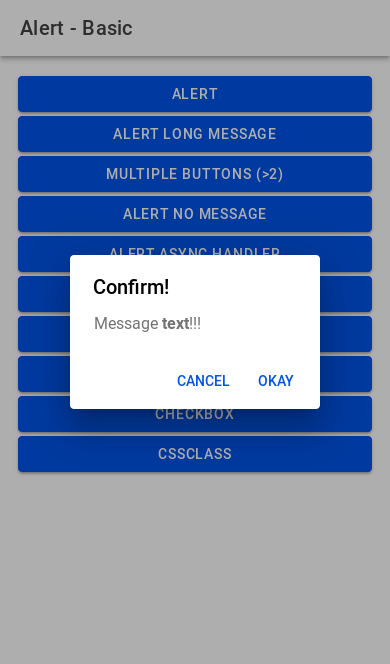 Alert - Basic
ALERT
ALERT LONG MESSAGE
MULTIPLE BUTTONS (>2)
ALERT NO MESSAGE
ALERT ASYNC HANDLER
Confirm!
Message text!!!
CANCEL OKAY
CHECKBOX
CSSCLASS